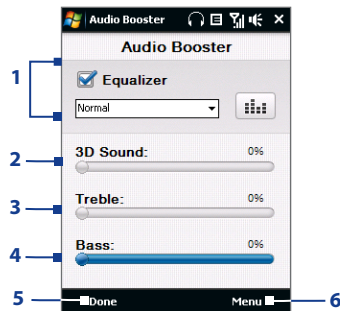 Audio Booster
Audio Booster
1
Equalizer
Normal
2
3D Sound: 0%
3
Treble: 0%
4
Bass: 0%
5
Done Menu
6